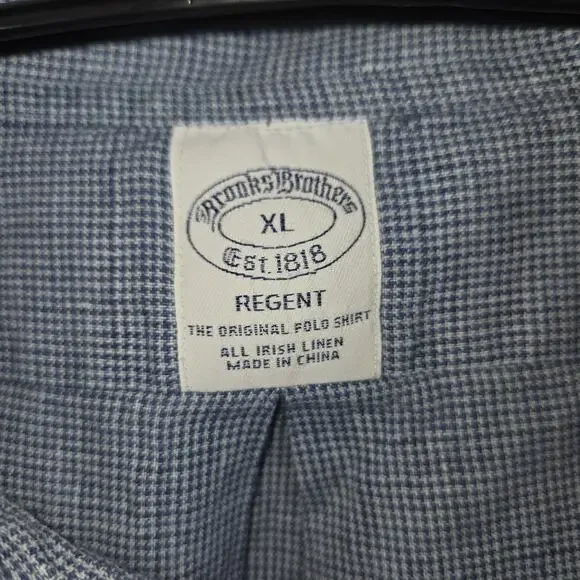 Brooks Brothers
XL
Est. 1818
REGENT
THE ORIGINAL POLO SHIRT
ALL IRISH LINEN
MADE IN CHINA